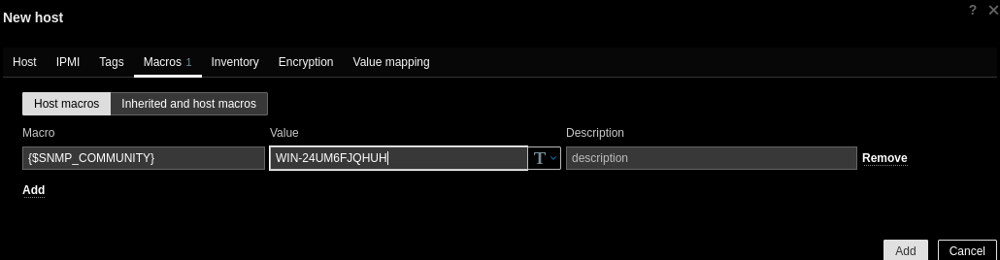 New host
?
Host IPMI Tags Macros 1 Inventory Encryption Value mapping
Host macros Inherited and host macros
Macro Value Description
{$SNMP_COMMUNITY} WIN-24UM6FJQHUH T description Remove
Add
Add Cancel